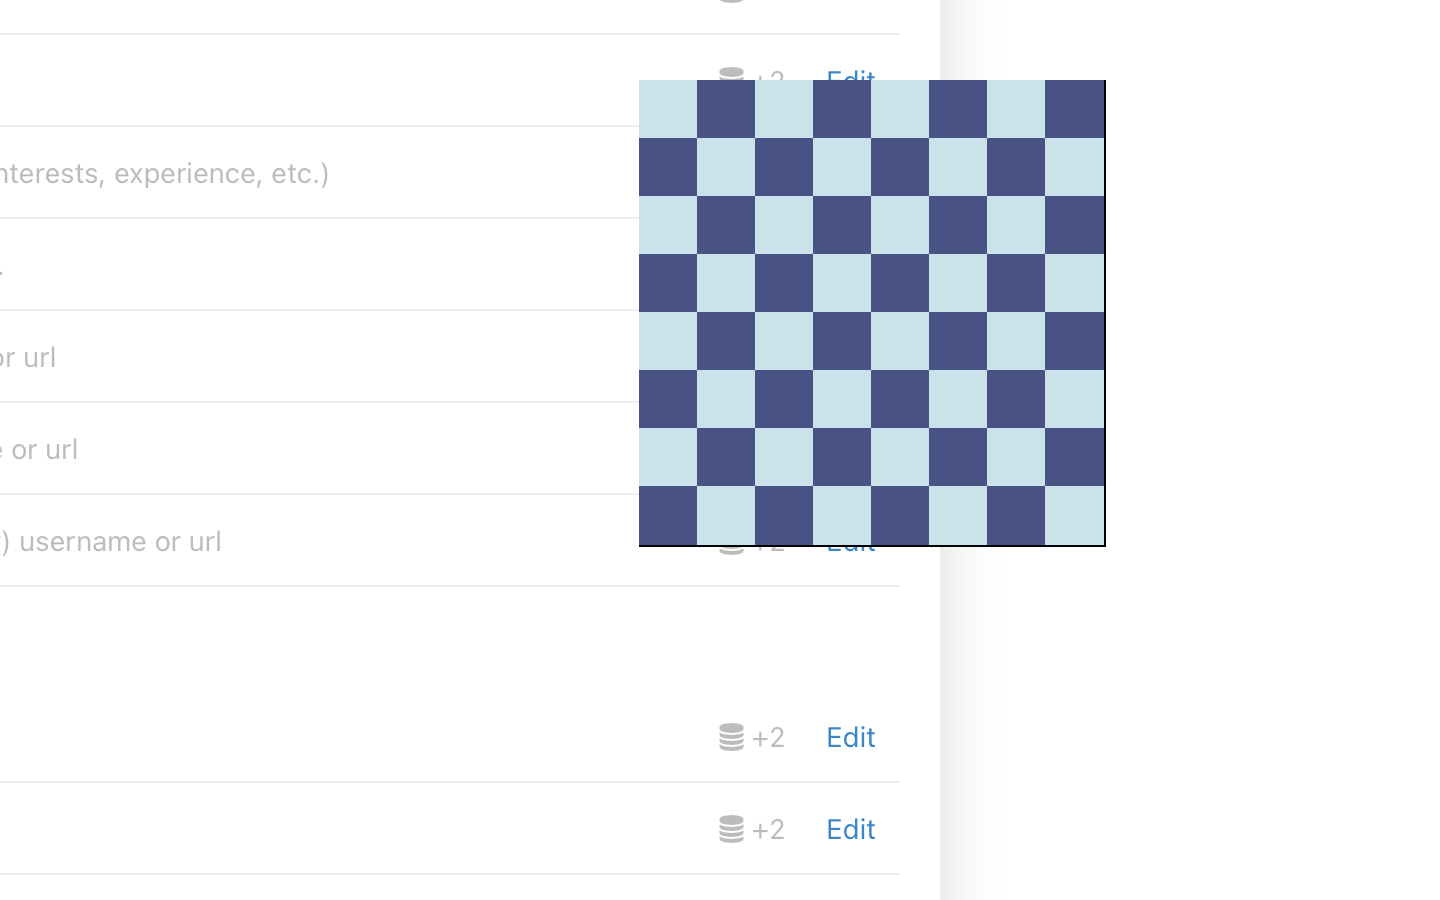 +2 Edit
nterests, experience, etc.)
.
or url
e or url
) username or url
+2 Edit
+2 Edit
+2 Edit